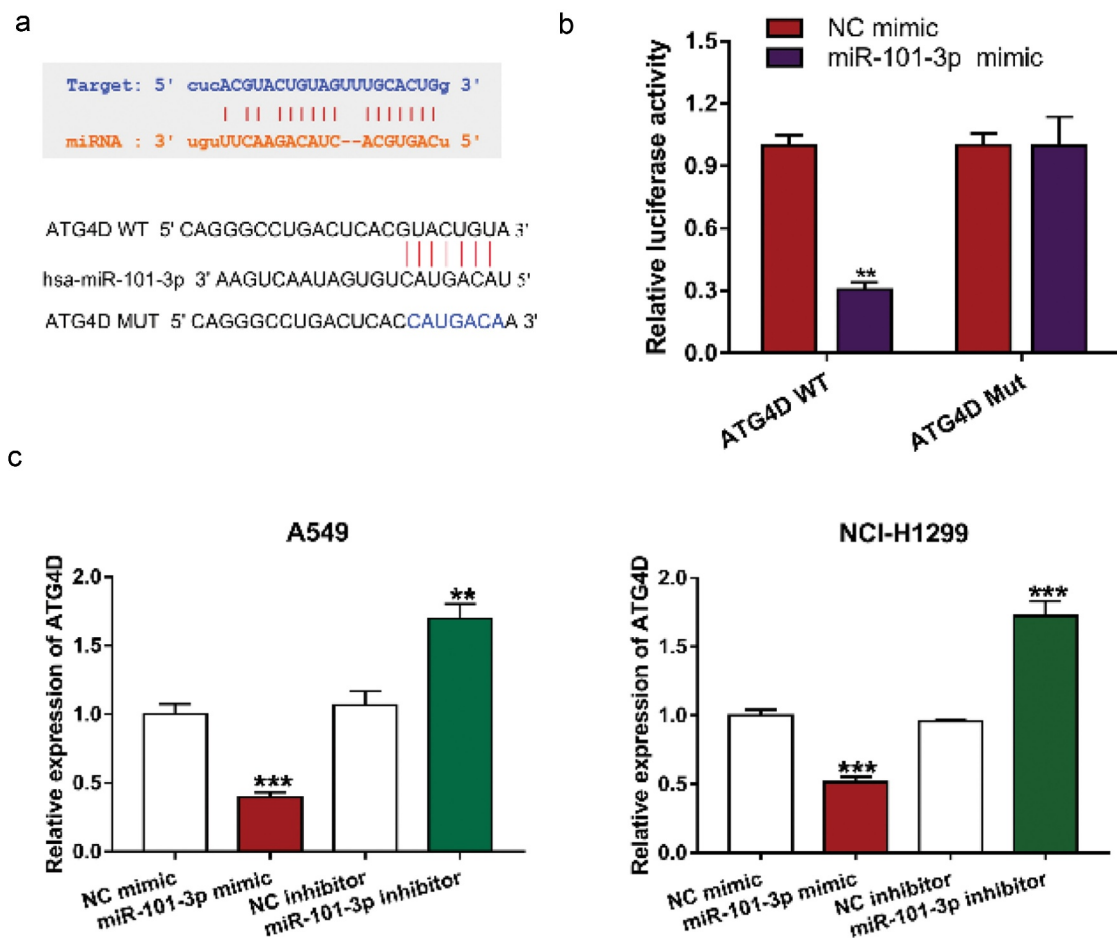 a
Target: 5' cucACGUACUGUAGUUUGCACUGg 3'
miRNA : 3' uguUUCAAGACAUC--ACGUGACu 5'
ATG4D WT 5' CAGGGCCUGACUCACGUACUGUA 3'
hsa-miR-101-3p 3' AAGUCAAUAGUGUCAUGACAU 5'
ATG4D MUT 5' CAGGGCCUGACUCACCAUGACAA 3'
b
NC mimic
miR-101-3p mimic
Relative luciferase activity
1.5
1.2
0.9
0.6
0.3
0.0
**
ATG4D WT
ATG4D Mut
c
A549
Relative expression of ATG4D
2.0
1.5
1.0
0.5
0.0
***
**
NC mimic
miR-101-3p mimic
NC inhibitor
miR-101-3p inhibitor
NCI-H1299
Relative expression of ATG4D
2.0
1.5
1.0
0.5
0.0
***
***
NC mimic
miR-101-3p mimic
NC inhibitor
miR-101-3p inhibitor